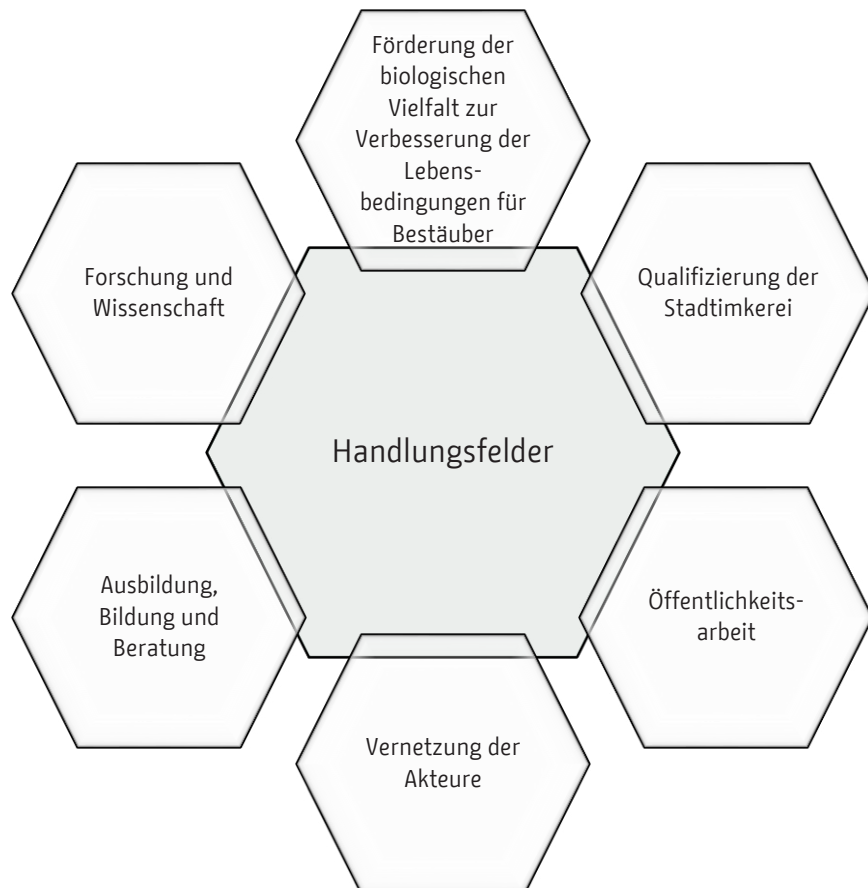 Förderung der
biologischen
Vielfalt zur
Verbesserung der
Lebens-
bedingungen für
Bestäuber
Forschung und
Wissenschaft
Qualifizierung der
Stadtimkerei
Handlungsfelder
Ausbildung,
Bildung und
Beratung
Öffentlichkeits-
arbeit
Vernetzung der
Akteure